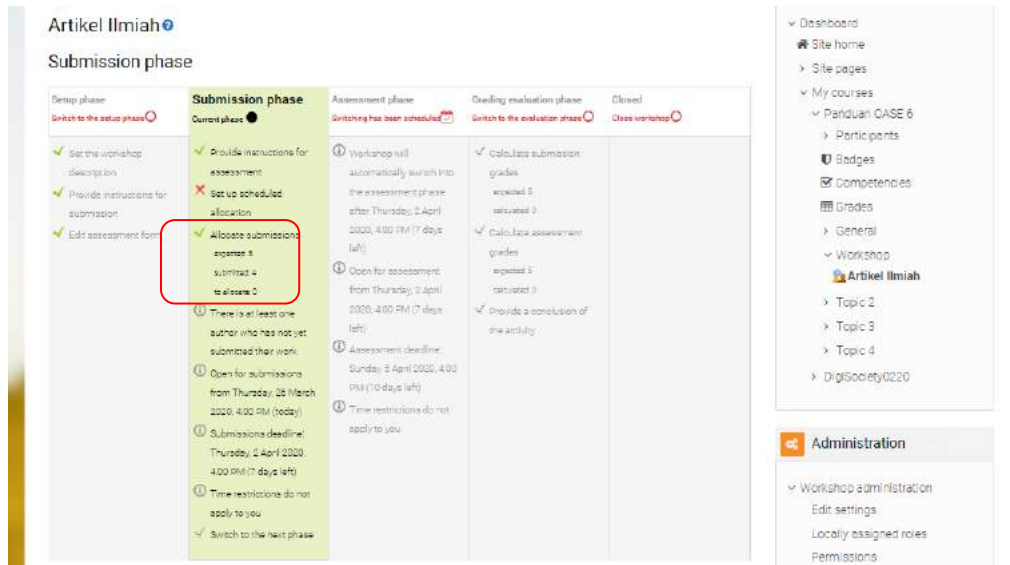 Artikel Ilmiah
Submission phase
Setup phase
Switch to the setup phase
Submission phase
Current phase
Assessment phase
Switching has been scheduled
Grading evaluation phase
Switch to the evaluation phase
Closed
Close workshop
Set the workshop
description
Provide instructions for
submission
Edit assessment form
Provide instructions for
assessment
Set up scheduled
allocation
Allocate submissions
expected: 5
submitted: 4
to allocate: 0
There is at least one
author who has not yet
submitted their work
Open for submissions
from Thursday, 26 March
2020, 4:00 PM (today)
Submissions deadline:
Thursday, 2 April 2020,
4:00 PM (7 days left)
Time restrictions do not
apply to you
Switch to the next phase
Workshop will
automatically switch into
the assessment phase
after Thursday, 2 April
2020, 4:00 PM (7 days
left)
Open for assessment
from Thursday, 2 April
2020, 4:00 PM (7 days
left)
Assessment deadline:
Sunday, 5 April 2020, 4:00
PM (10 days left)
Time restrictions do not
apply to you
Calculate submission
grades
expected: 5
calculated: 0
Calculate assessment
grades
expected: 5
calculated: 0
Provide a conclusion of
the activity
Dashboard
Site home
Site pages
My courses
Panduan OASE 6
Participants
Badges
Competencies
Grades
General
Workshop
Artikel Ilmiah
Topic 2
Topic 3
Topic 4
DigiSociety0220
Administration
Workshop administration
Edit settings
Locally assigned roles
Permissions